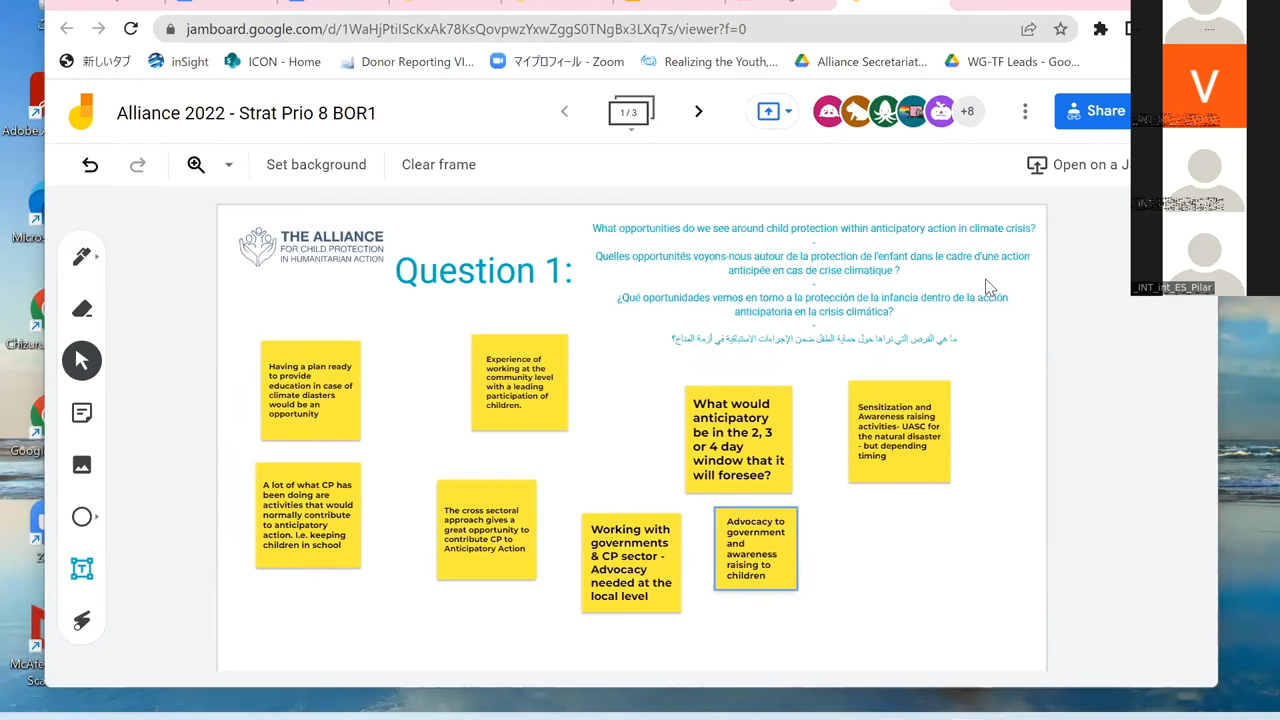 jamboard.google.com/d/1WaHjPtilScKxAk78KsQovpwzYxwZggS0TNgBx3LXq7s/viewer?f=0
新しいタブ
inSight
ICON - Home
Donor Reporting VI...
マイプロフィール - Zoom
Realizing the Youth,...
Alliance Secretariat...
WG-TF Leads - Goo...
Alliance 2022 - Strat Prio 8 BOR1
1/3
+8
Share
Set background
Clear frame
Open on a J
THE ALLIANCE
FOR CHILD PROTECTION
IN HUMANITARIAN ACTION
Question 1:
What opportunities do we see around child protection within anticipatory action in climate crisis?
-
Quelles opportunités voyons-nous autour de la protection de l'enfant dans le cadre d'une action
anticipée en cas de crise climatique ?
-
¿Qué oportunidades vemos en torno a la protección de la infancia dentro de la acción
anticipatoria en la crisis climática?
-
ما هي الفرص التي نراها حول حماية الطفل ضمن الإجراءات الاستباقية في أزمة المناخ؟
Having a plan ready
to provide
education in case of
climate diasters
would be an
opportunity
Experience of
working at the
community level
with a leading
participation of
children.
What would
anticipatory
be in the 2, 3
or 4 day
window that it
will foresee?
Sensitization and
Awareness raising
activities- UASC for
the natural disaster
- but depending
timing
A lot of what CP has
been doing are
activities that would
normally contribute
to anticipatory
action. I.e. keeping
children in school
The cross sectoral
approach gives a
great opportunity to
contribute CP to
Anticipatory Action
Working with
governments
& CP sector -
Advocacy
needed at the
local level
Advocacy to
government
and
awareness
raising to
children
V
_INT_int_ES_Pilar
Adobe A
Micros
Chizuru
Google
McAfe
Sca